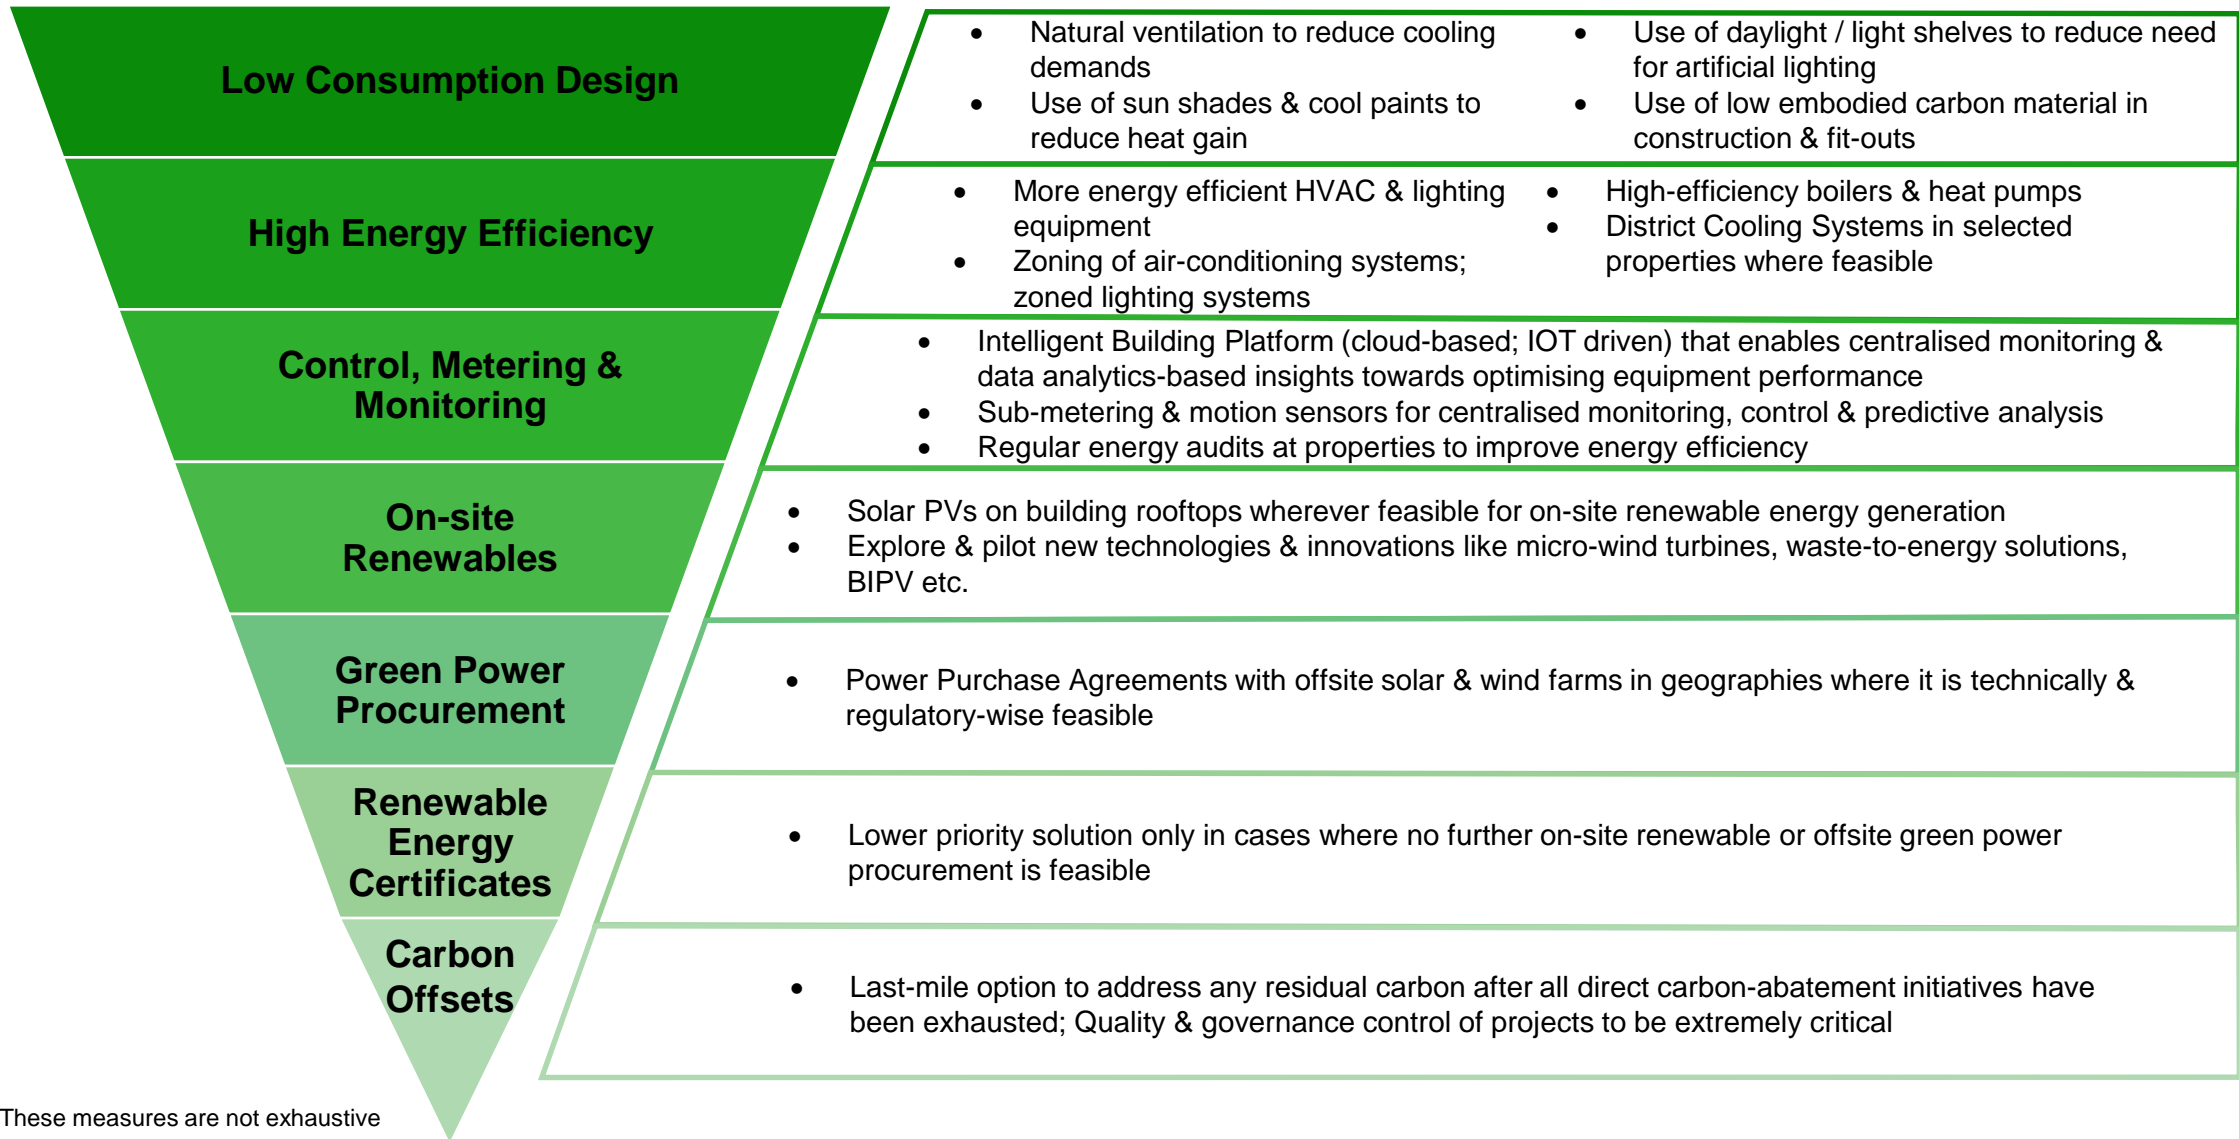 Low Consumption Design
Natural ventilation to reduce cooling
demands
Use of sun shades & cool paints to
reduce heat gain
Use of daylight / light shelves to reduce need
for artificial lighting
Use of low embodied carbon material in
construction & fit-outs
High Energy Efficiency
More energy efficient HVAC & lighting
equipment
Zoning of air-conditioning systems;
zoned lighting systems
High-efficiency boilers & heat pumps
District Cooling Systems in selected
properties where feasible
Control, Metering &
Monitoring
Intelligent Building Platform (cloud-based; IOT driven) that enables centralised monitoring &
data analytics-based insights towards optimising equipment performance
Sub-metering & motion sensors for centralised monitoring, control & predictive analysis
Regular energy audits at properties to improve energy efficiency
On-site
Renewables
Solar PVs on building rooftops wherever feasible for on-site renewable energy generation
Explore & pilot new technologies & innovations like micro-wind turbines, waste-to-energy solutions,
BIPV etc.
Green Power
Procurement
Power Purchase Agreements with offsite solar & wind farms in geographies where it is technically &
regulatory-wise feasible
Renewable
Energy
Certificates
Lower priority solution only in cases where no further on-site renewable or offsite green power
procurement is feasible
Carbon
Offsets
Last-mile option to address any residual carbon after all direct carbon-abatement initiatives have
been exhausted; Quality & governance control of projects to be extremely critical
These measures are not exhaustive